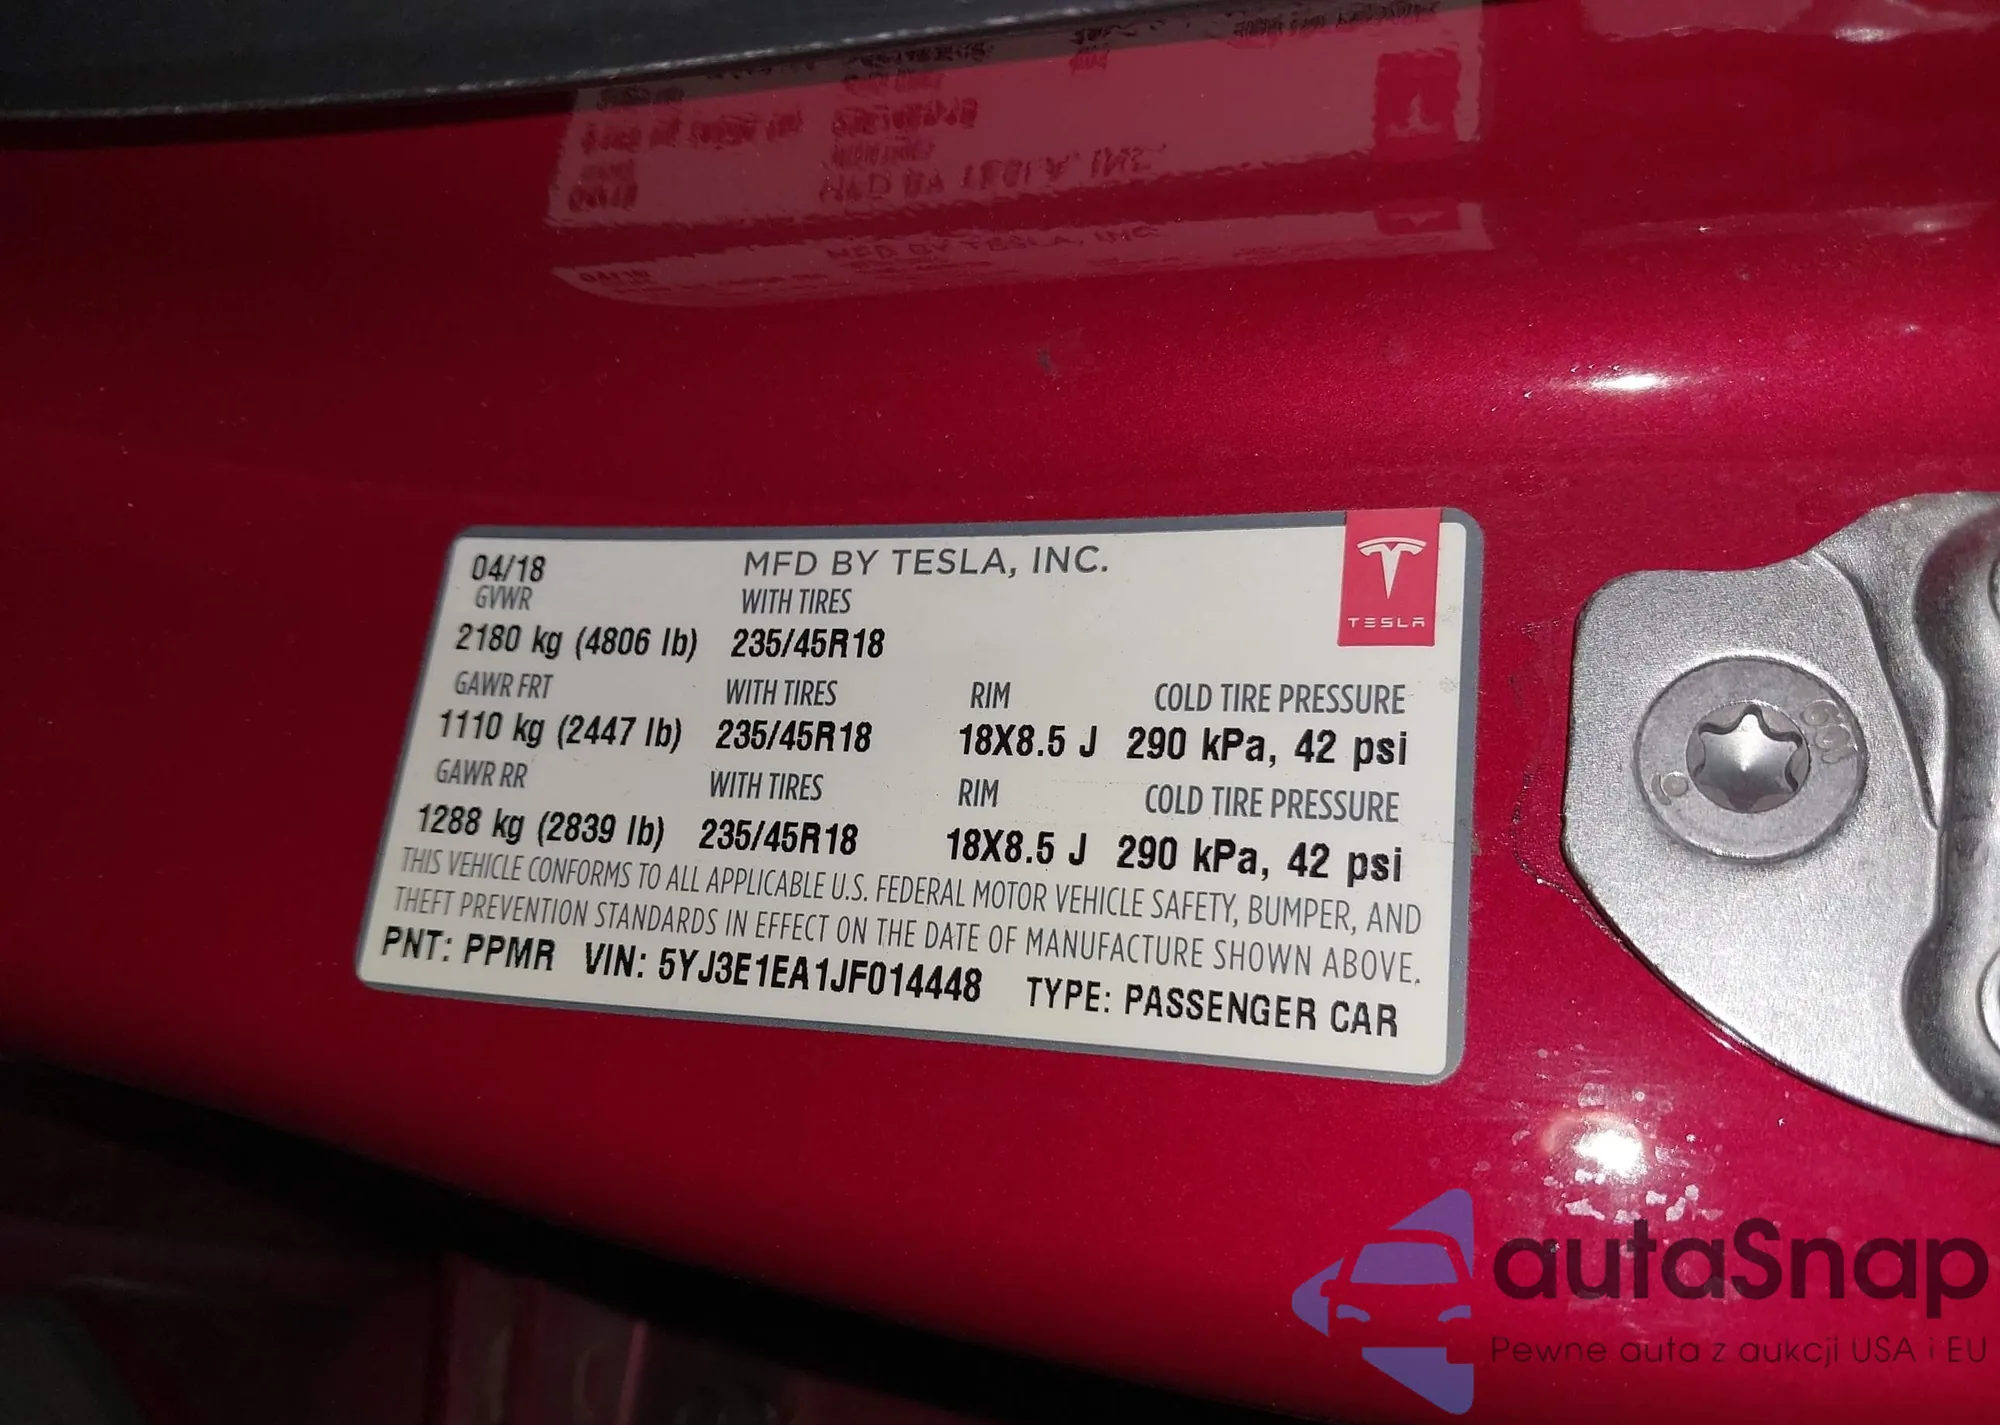 04/18 MFD BY TESLA, INC.
GVWR WITH TIRES
TESLA
2180 kg (4806 lb) 235/45R18
GAWR FRT WITH TIRES RIM COLD TIRE PRESSURE
1110 kg (2447 lb) 235/45R18 18X8.5 J 290 kPa, 42 psi
GAWR RR WITH TIRES RIM COLD TIRE PRESSURE
1288 kg (2839 lb) 235/45R18 18X8.5 J 290 kPa, 42 psi
THIS VEHICLE CONFORMS TO ALL APPLICABLE U.S. FEDERAL MOTOR VEHICLE SAFETY, BUMPER, AND
THEFT PREVENTION STANDARDS IN EFFECT ON THE DATE OF MANUFACTURE SHOWN ABOVE.
PNT: PPMR VIN: 5YJ3E1EA1JF014448 TYPE: PASSENGER CAR
autaSnap
Pewne auta z aukcji USA i EU